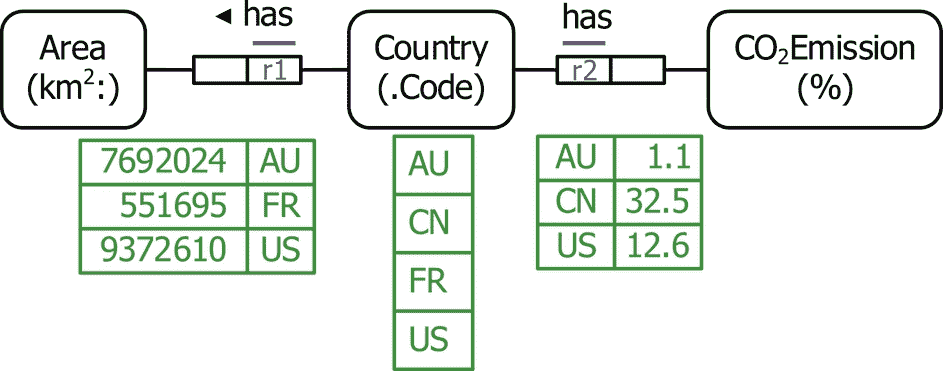 ◄ has
has
Area
(km²:)
r1
Country
(.Code)
r2
CO₂Emission
(%)
7692024 AU
551695 FR
9372610 US
AU
CN
FR
US
AU 1.1
CN 32.5
US 12.6